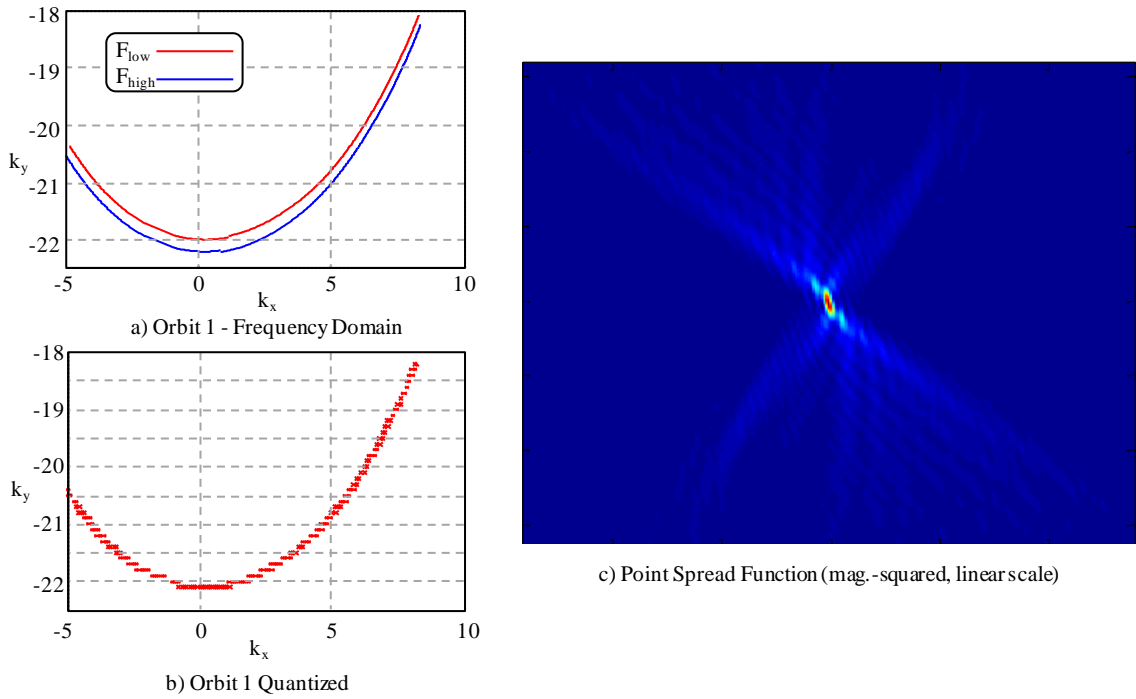 -18
-19
-20
-21
-22
k_y
F_low
F_high
-5
0
5
10
k_x
a) Orbit 1 - Frequency Domain
-18
-19
-20
-21
-22
k_y
-5
0
5
10
k_x
b) Orbit 1 Quantized
c) Point Spread Function (mag.-squared, linear scale)